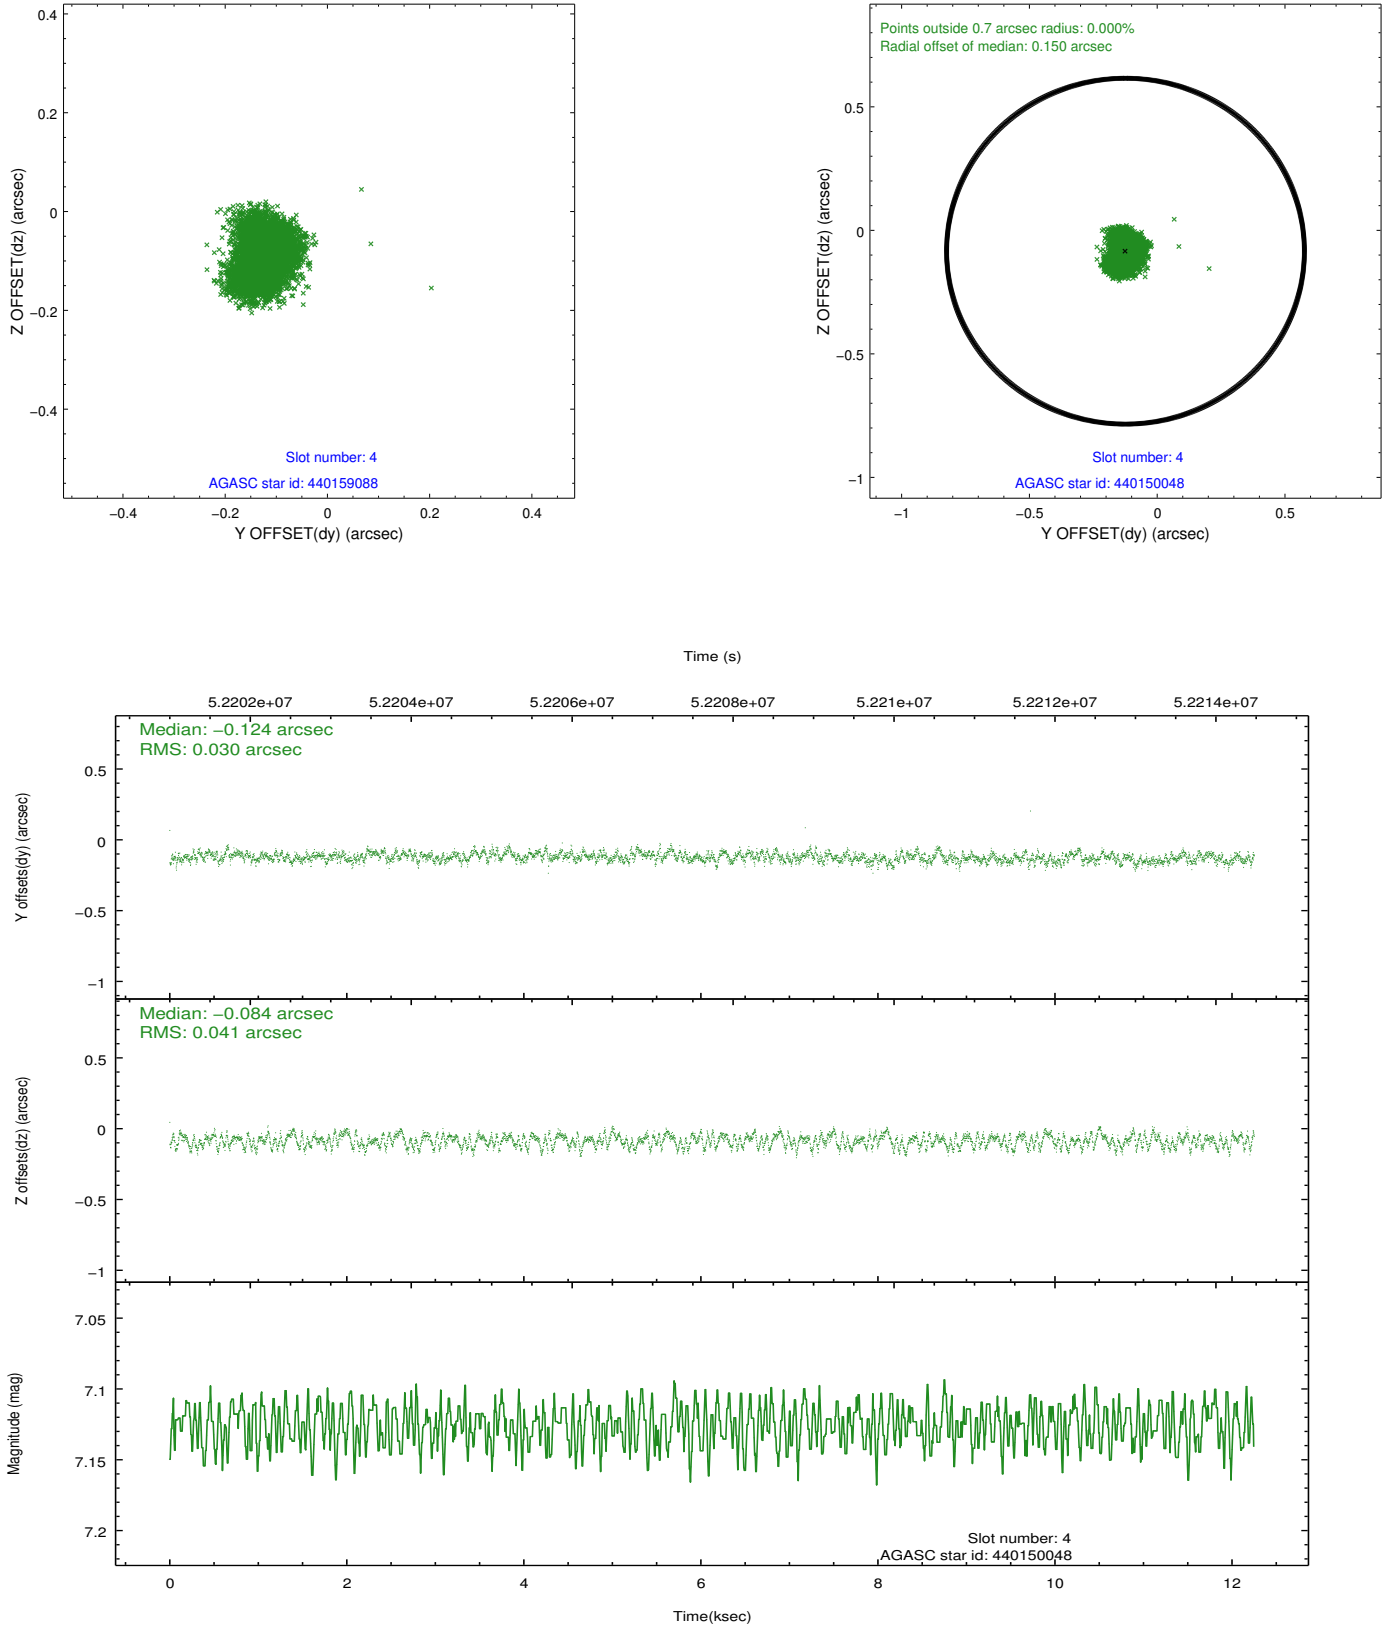 0.4
0.2
0
−0.2
−0.4
Z OFFSET(dz) (arcsec)
Slot number: 4
AGASC star id: 440159088
−0.4
−0.2
0
0.2
0.4
Y OFFSET(dy) (arcsec)
Points outside 0.7 arcsec radius: 0.000%
Radial offset of median: 0.150 arcsec
0.5
0
−0.5
−1
Z OFFSET(dz) (arcsec)
Slot number: 4
AGASC star id: 440150048
−1
−0.5
0
0.5
Y OFFSET(dy) (arcsec)
Time (s)
5.2202e+07
5.2204e+07
5.2206e+07
5.2208e+07
5.221e+07
5.2212e+07
5.2214e+07
Median: −0.124 arcsec
RMS: 0.030 arcsec
0.5
0
−0.5
−1
Y offsets(dy) (arcsec)
Median: −0.084 arcsec
RMS: 0.041 arcsec
0.5
0
−0.5
−1
Z offsets(dz) (arcsec)
7.05
7.1
7.15
7.2
Magnitude (mag)
Slot number: 4
AGASC star id: 440150048
0
2
4
6
8
10
12
Time(ksec)